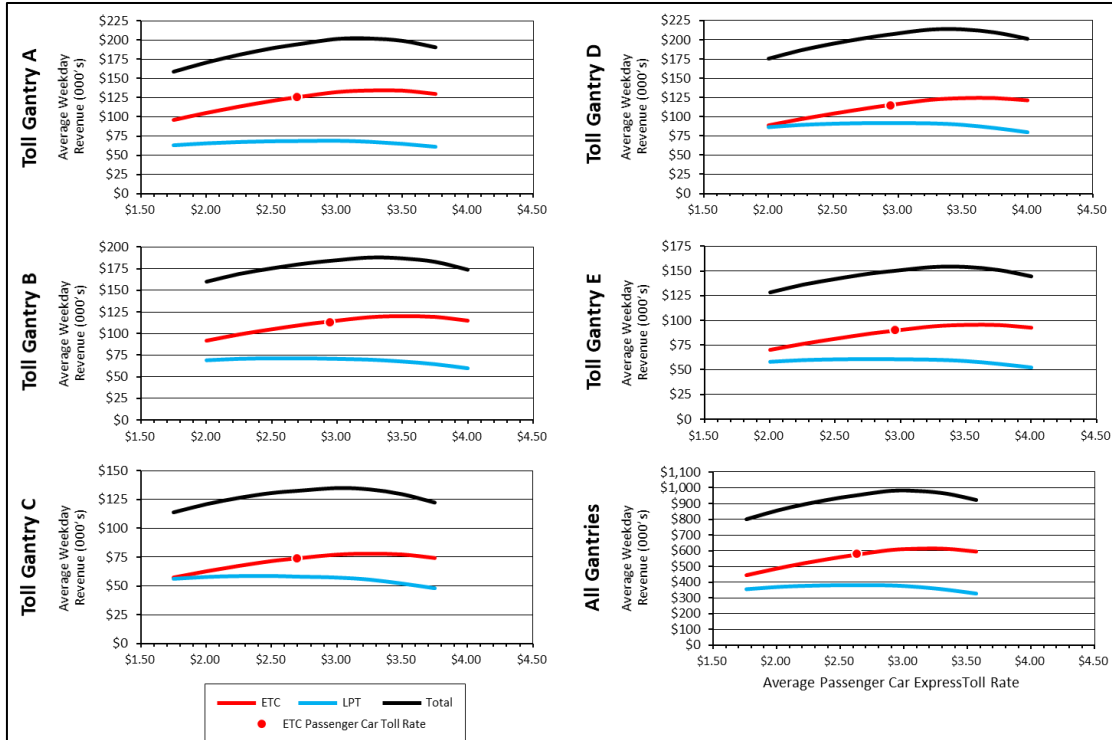 Toll Gantry A
Average Weekday
Revenue (000's)
$225
$200
$175
$150
$125
$100
$75
$50
$25
$0
$1.50 $2.00 $2.50 $3.00 $3.50 $4.00 $4.50
Toll Gantry D
Average Weekday
Revenue (000's)
$225
$200
$175
$150
$125
$100
$75
$50
$25
$0
$1.50 $2.00 $2.50 $3.00 $3.50 $4.00 $4.50
Toll Gantry B
Average Weekday
Revenue (000's)
$200
$175
$150
$125
$100
$75
$50
$25
$0
$1.50 $2.00 $2.50 $3.00 $3.50 $4.00 $4.50
Toll Gantry E
Average Weekday
Revenue (000's)
$175
$150
$125
$100
$75
$50
$25
$0
$1.50 $2.00 $2.50 $3.00 $3.50 $4.00 $4.50
Toll Gantry C
Average Weekday
Revenue (000's)
$150
$125
$100
$75
$50
$25
$0
$1.50 $2.00 $2.50 $3.00 $3.50 $4.00 $4.50
All Gantries
Average Weekday
Revenue (000's)
$1,100
$1,000
$900
$800
$700
$600
$500
$400
$300
$200
$100
$0
$1.50 $2.00 $2.50 $3.00 $3.50 $4.00 $4.50
Average Passenger Car ExpressToll Rate
ETC LPT Total
ETC Passenger Car Toll Rate